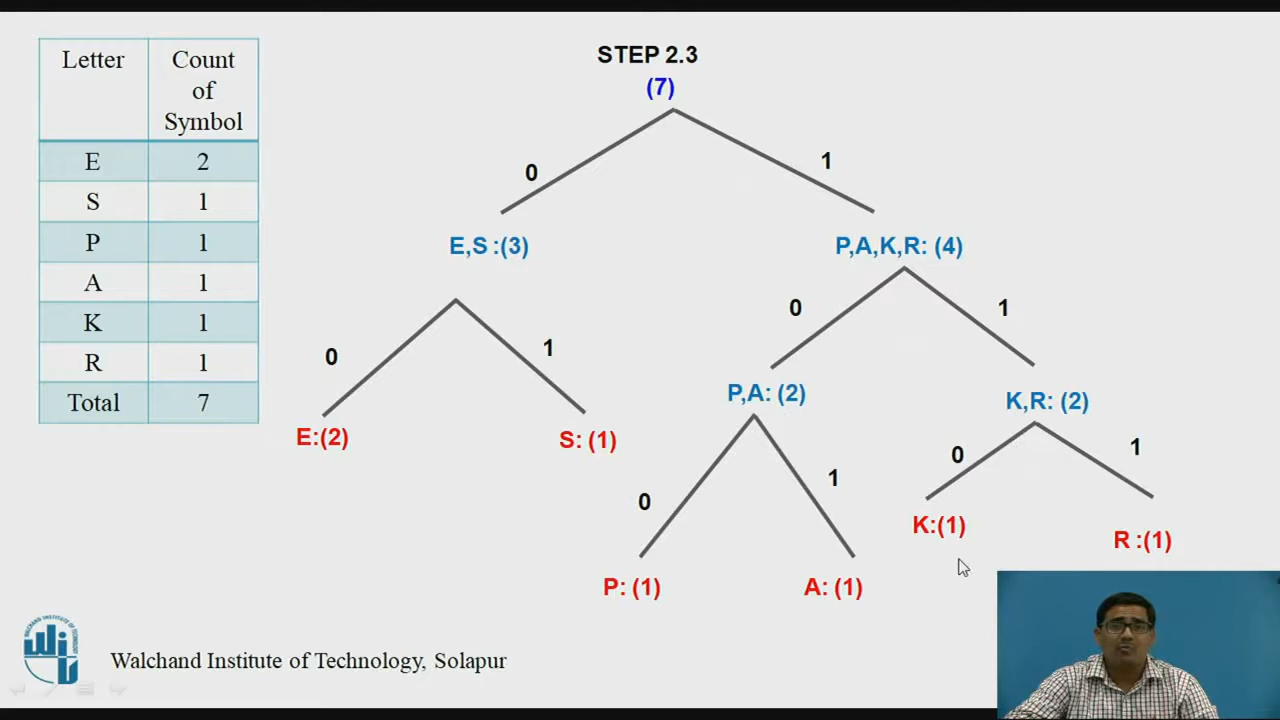 Letter Count of Symbol
E 2
S 1
P 1
A 1
K 1
R 1
Total 7
STEP 2.3
(7)
0 1
E,S :(3) P,A,K,R: (4)
0 1 0 1
E:(2) S: (1) P,A: (2) K,R: (2)
0 1 0 1
P: (1) A: (1) K:(1) R :(1)
Walchand Institute of Technology, Solapur